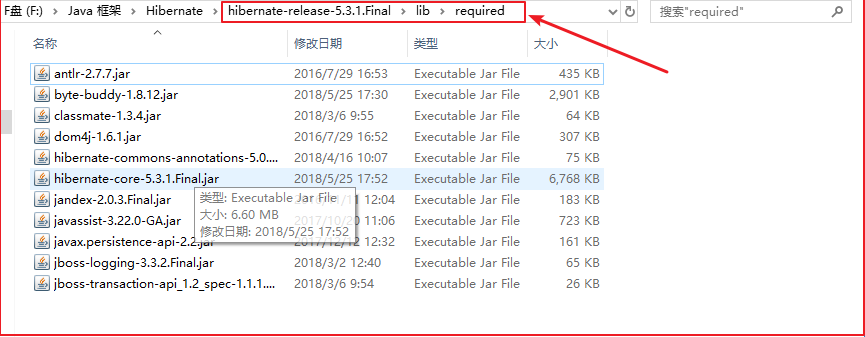 F盘 (F:) > Java 框架 > Hibernate > hibernate-release-5.3.1.Final > lib > required 搜索"required"
名称 修改日期 类型 大小
antlr-2.7.7.jar 2016/7/29 16:53 Executable Jar File 435 KB
byte-buddy-1.8.12.jar 2018/5/25 17:30 Executable Jar File 2,901 KB
classmate-1.3.4.jar 2018/3/6 9:55 Executable Jar File 64 KB
dom4j-1.6.1.jar 2016/7/29 16:52 Executable Jar File 307 KB
hibernate-commons-annotations-5.0.... 2018/4/16 10:07 Executable Jar File 75 KB
hibernate-core-5.3.1.Final.jar 2018/5/25 17:52 Executable Jar File 6,768 KB
jandex-2.0.3.Final.jar 12:04 Executable Jar File 183 KB
类型: Executable Jar File
大小: 6.60 MB
修改日期: 2018/5/25 17:52
javassist-3.22.0-GA.jar 2017/10/20 11:06 Executable Jar File 723 KB
javax.persistence-api-2.2.jar 2017/12/12 12:32 Executable Jar File 161 KB
jboss-logging-3.3.2.Final.jar 2018/3/2 12:40 Executable Jar File 65 KB
jboss-transaction-api_1.2_spec-1.1.1.... 2018/3/6 9:54 Executable Jar File 26 KB